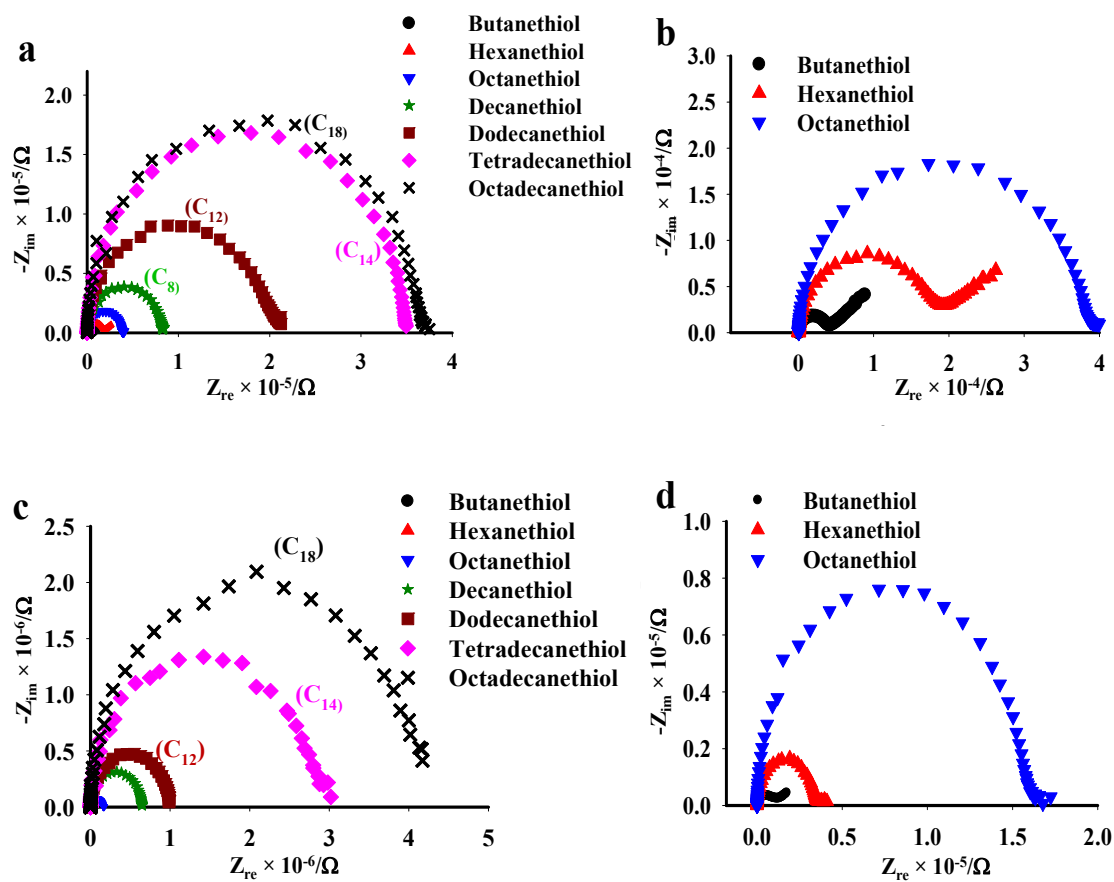 a
Butanethiol
Hexanethiol
Octanethiol
Decanethiol
Dodecanethiol
Tetradecanethiol
Octadecanethiol
(C18)
(C12)
(C14)
(C8)
-Zim × 10-5/Ω
2.0
1.5
1.0
0.5
0.0
0 1 2 3 4
Zre × 10-5/Ω
b
Butanethiol
Hexanethiol
Octanethiol
-Zim × 10-4/Ω
3.0
2.5
2.0
1.5
1.0
0.5
0.0
0 1 2 3 4
Zre × 10-4/Ω
c
Butanethiol
Hexanethiol
Octanethiol
Decanethiol
Dodecanethiol
Tetradecanethiol
Octadecanethiol
(C18)
(C14)
(C12)
-Zim × 10-6/Ω
2.5
2.0
1.5
1.0
0.5
0.0
0 1 2 3 4 5
Zre × 10-6/Ω
d
Butanethiol
Hexanethiol
Octanethiol
-Zim × 10-5/Ω
1.0
0.8
0.6
0.4
0.2
0.0
0.0 0.5 1.0 1.5 2.0
Zre × 10-5/Ω